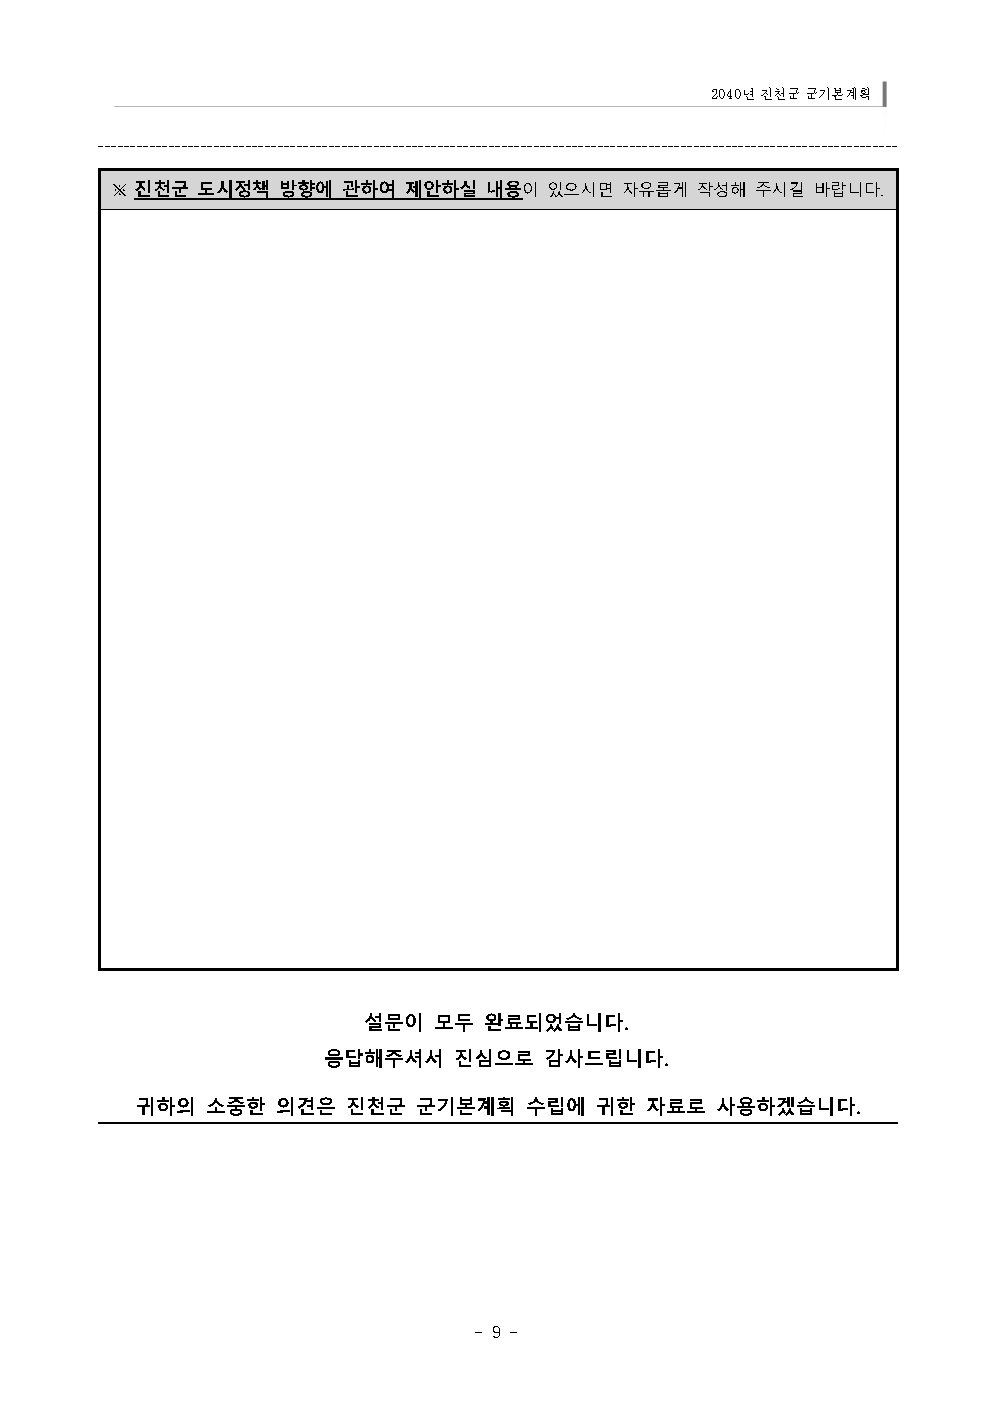 2040년 진천군 군기본계획
※ 진천군 도시정책 방향에 관하여 제안하실 내용이 있으시면 자유롭게 작성해 주시길 바랍니다.
설문이 모두 완료되었습니다.
응답해주셔서 진심으로 감사드립니다.
귀하의 소중한 의견은 진천군 군기본계획 수립에 귀한 자료로 사용하겠습니다.
- 9 -